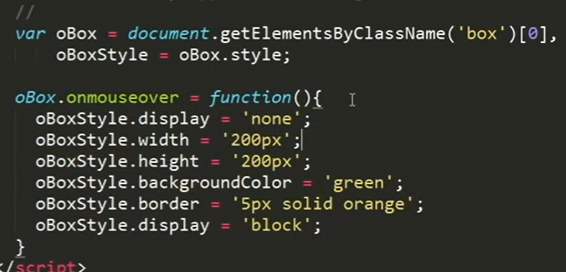 //
var oBox = document.getElementsByClassName('box')[0],
oBoxStyle = oBox.style;
oBox.onmouseover = function(){
oBoxStyle.display = 'none';
oBoxStyle.width = '200px';
oBoxStyle.height = '200px';
oBoxStyle.backgroundColor = 'green';
oBoxStyle.border = '5px solid orange';
oBoxStyle.display = 'block';
}
</script>